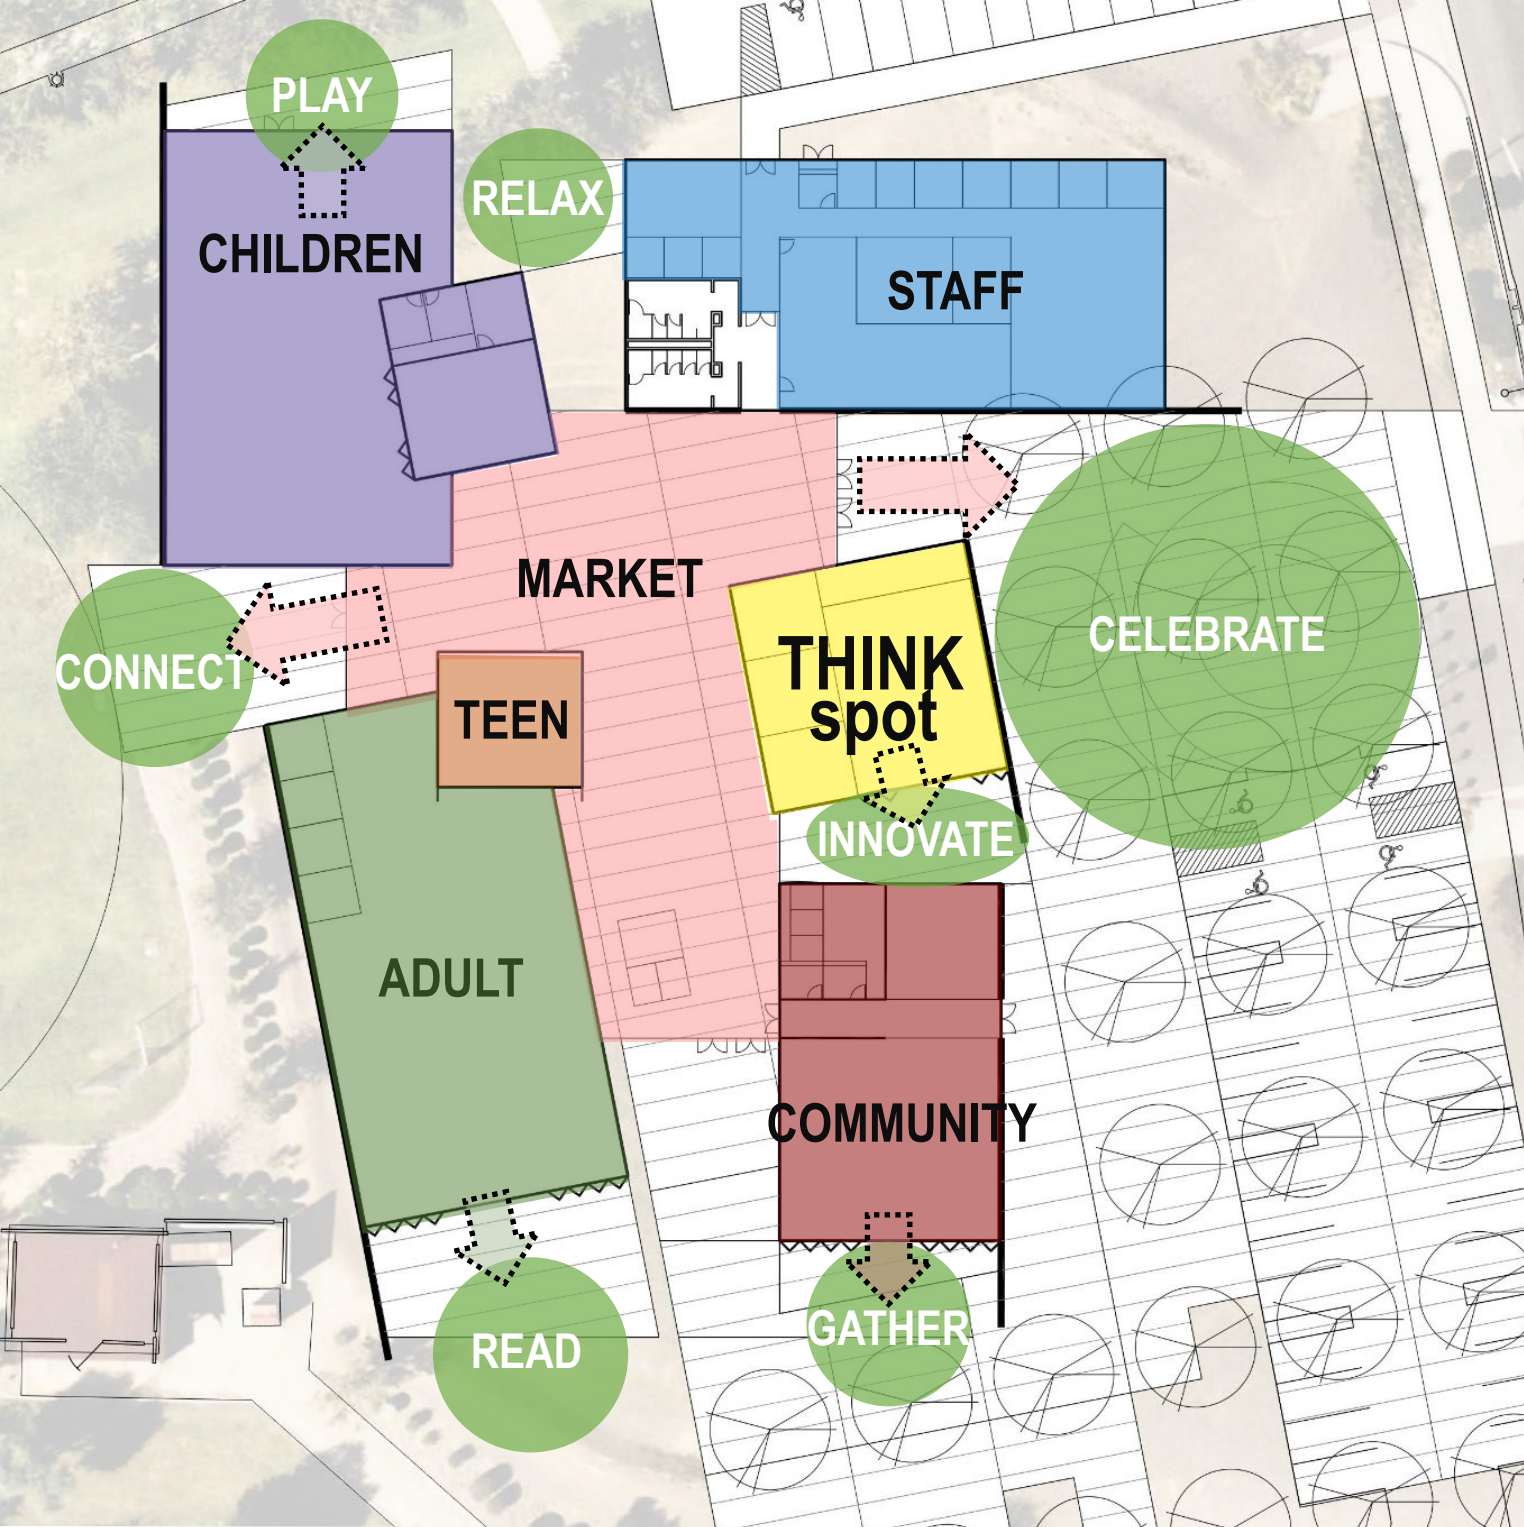 PLAY
RELAX
CHILDREN
STAFF
MARKET
CONNECT
TEEN
THINK
spot
CELEBRATE
INNOVATE
ADULT
COMMUNITY
READ
GATHER